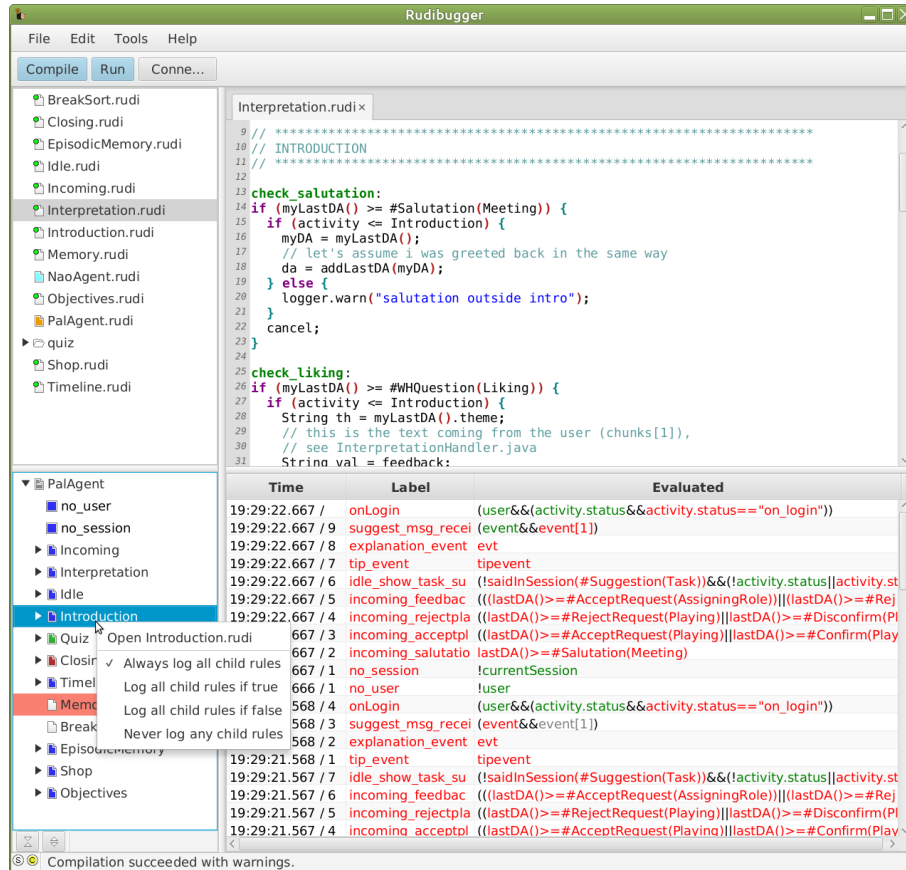 Rudibugger
File Edit Tools Help
Compile Run Conne...
BreakSort.rudi
Closing.rudi
EpisodicMemory.rudi
Idle.rudi
Incoming.rudi
Interpretation.rudi
Introduction.rudi
Memory.rudi
NaoAgent.rudi
Objectives.rudi
PalAgent.rudi
quiz
Shop.rudi
Timeline.rudi
Interpretation.rudi×
9 // **********************************************************************
10 // INTRODUCTION
11 // **********************************************************************
12
13 check_salutation:
14 if (myLastDA() >= #Salutation(Meeting)) {
15 if (activity <= Introduction) {
16 myDA = myLastDA();
17 // let's assume i was greeted back in the same way
18 da = addLastDA(myDA);
19 } else {
20 logger.warn("salutation outside intro");
21 }
22 cancel;
23 }
24
25 check_liking:
26 if (myLastDA() >= #WHQuestion(Liking)) {
27 if (activity <= Introduction) {
28 String th = myLastDA().theme;
29 // this is the text coming from the user (chunks[1]),
30 // see InterpretationHandler.java
31 String val = feedback;
PalAgent
no_user
no_session
Incoming
Interpretation
Idle
Introduction
Quiz
Closin
Timel
Memo
Break
EpisodicMemory
Shop
Objectives
Open Introduction.rudi
✓ Always log all child rules
Log all child rules if true
Log all child rules if false
Never log any child rules
Time Label Evaluated
19:29:22.667 / onLogin (user&&(activity.status&&activity.status=="on_login"))
19:29:22.667 / 9 suggest_msg_recei (event&&event[1])
19:29:22.667 / 8 explanation_event evt
19:29:22.667 / 7 tip_event tipevent
19:29:22.667 / 6 idle_show_task_su (!saidInSession(#Suggestion(Task))&&(!activity.status||activity.st
19:29:22.667 / 5 incoming_feedbac (((lastDA()>=#AcceptRequest(AssigningRole))||(lastDA()>=#Rej
19:29:22.667 / 4 incoming_rejectpla ((lastDA()>=#RejectRequest(Playing)||lastDA()>=#Disconfirm(Pl
667 / 3 incoming_acceptpl ((lastDA()>=#AcceptRequest(Playing)||lastDA()>=#Confirm(Play
667 / 2 incoming_salutatio lastDA()>=#Salutation(Meeting)
667 / 1 no_session !currentSession
666 / 1 no_user !user
568 / 4 onLogin (user&&(activity.status&&activity.status=="on_login"))
568 / 3 suggest_msg_recei (event&&event[1])
568 / 2 explanation_event evt
19:29:21.568 / 1 tip_event tipevent
19:29:21.567 / 7 idle_show_task_su (!saidInSession(#Suggestion(Task))&&(!activity.status||activity.st
19:29:21.567 / 6 incoming_feedbac (((lastDA()>=#AcceptRequest(AssigningRole))||(lastDA()>=#Rej
19:29:21.567 / 5 incoming_rejectpla ((lastDA()>=#RejectRequest(Playing)||lastDA()>=#Disconfirm(Pl
19:29:21.567 / 4 incoming_acceptpl ((lastDA()>=#AcceptRequest(Playing)||lastDA()>=#Confirm(Play
S C Compilation succeeded with warnings.